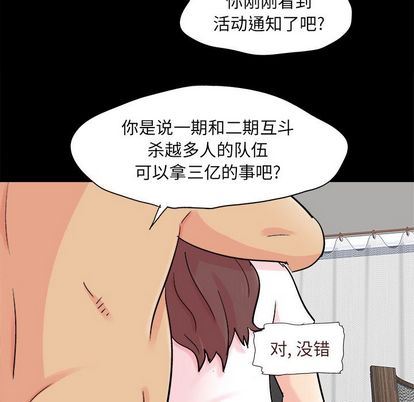 你刚刚看到
活动通知了吧?
你是说一期和二期互斗
杀越多人的队伍
可以拿三亿的事吧?
对, 没错